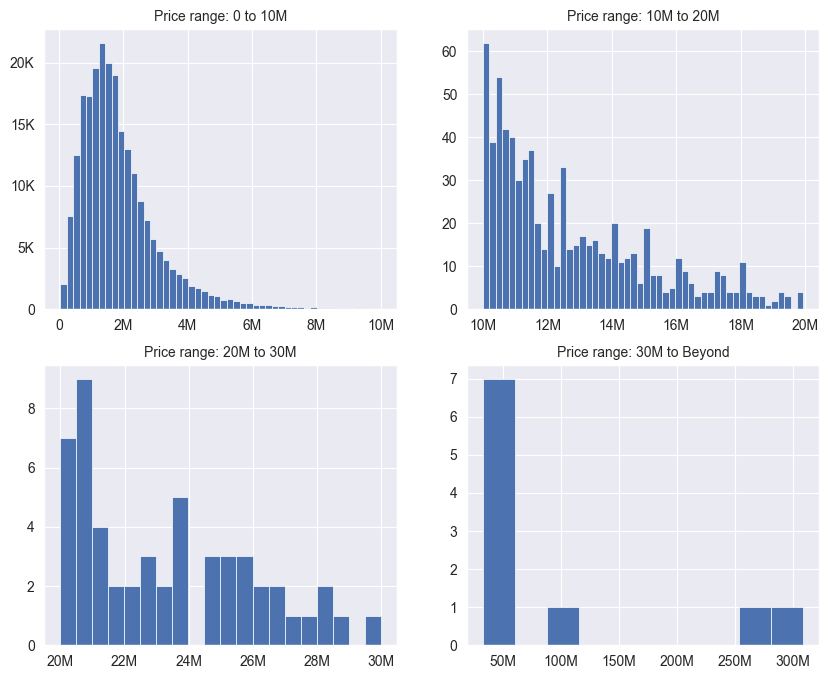 Price range: 0 to 10M
20K
15K
10K
5K
0
0 2M 4M 6M 8M 10M
Price range: 10M to 20M
60
50
40
30
20
10
0
10M 12M 14M 16M 18M 20M
Price range: 20M to 30M
8
6
4
2
0
20M 22M 24M 26M 28M 30M
Price range: 30M to Beyond
7
6
5
4
3
2
1
0
50M 100M 150M 200M 250M 300M